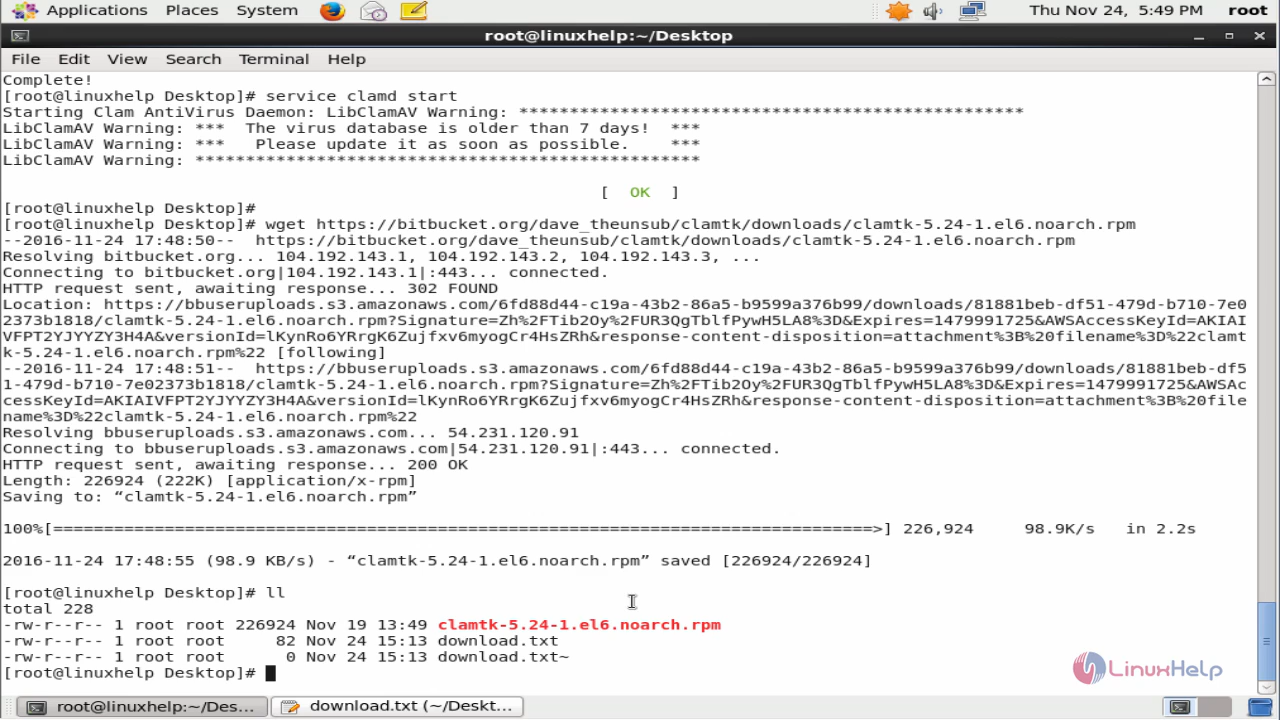 Applications Places System Thu Nov 24, 5:49 PM root
root@linuxhelp:~/Desktop
File Edit View Search Terminal Help
Complete!
[root@linuxhelp Desktop]# service clamd start
Starting Clam AntiVirus Daemon: LibClamAV Warning: **************************************************
LibClamAV Warning: ***  The virus database is older than 7 days!  ***
LibClamAV Warning: ***   Please update it as soon as possible.    ***
LibClamAV Warning: **************************************************
[  OK  ]
[root@linuxhelp Desktop]#
[root@linuxhelp Desktop]# wget https://bitbucket.org/dave_theunsub/clamtk/downloads/clamtk-5.24-1.el6.noarch.rpm
--2016-11-24 17:48:50--  https://bitbucket.org/dave_theunsub/clamtk/downloads/clamtk-5.24-1.el6.noarch.rpm
Resolving bitbucket.org... 104.192.143.1, 104.192.143.2, 104.192.143.3, ...
Connecting to bitbucket.org|104.192.143.1|:443... connected.
HTTP request sent, awaiting response... 302 FOUND
Location: https://bbuseruploads.s3.amazonaws.com/6fd88d44-c19a-43b2-86a5-b9599a376b99/downloads/81881beb-df51-479d-b710-7e0
2373b1818/clamtk-5.24-1.el6.noarch.rpm?Signature=Zh%2FTib2Oy%2FUR3QgTblfPywH5LA8%3D&Expires=1479991725&AWSAccessKeyId=AKIAI
VFPT2YJYYZY3H4A&versionId=lKynRo6YRrgK6Zujfxv6myogCr4HsZRh&response-content-disposition=attachment%3B%20filename%3D%22clamt
k-5.24-1.el6.noarch.rpm%22 [following]
--2016-11-24 17:48:51--  https://bbuseruploads.s3.amazonaws.com/6fd88d44-c19a-43b2-86a5-b9599a376b99/downloads/81881beb-df5
1-479d-b710-7e02373b1818/clamtk-5.24-1.el6.noarch.rpm?Signature=Zh%2FTib2Oy%2FUR3QgTblfPywH5LA8%3D&Expires=1479991725&AWSAc
cessKeyId=AKIAIVFPT2YJYYZY3H4A&versionId=lKynRo6YRrgK6Zujfxv6myogCr4HsZRh&response-content-disposition=attachment%3B%20file
name%3D%22clamtk-5.24-1.el6.noarch.rpm%22
Resolving bbuseruploads.s3.amazonaws.com... 54.231.120.91
Connecting to bbuseruploads.s3.amazonaws.com|54.231.120.91|:443... connected.
HTTP request sent, awaiting response... 200 OK
Length: 226924 (222K) [application/x-rpm]
Saving to: “clamtk-5.24-1.el6.noarch.rpm”
100%[=================================================================================>] 226,924     98.9K/s   in 2.2s
2016-11-24 17:48:55 (98.9 KB/s) - “clamtk-5.24-1.el6.noarch.rpm” saved [226924/226924]
[root@linuxhelp Desktop]# ll
total 228
-rw-r--r-- 1 root root 226924 Nov 19 13:49 clamtk-5.24-1.el6.noarch.rpm
-rw-r--r-- 1 root root     82 Nov 24 15:13 download.txt
-rw-r--r-- 1 root root      0 Nov 24 15:13 download.txt~
[root@linuxhelp Desktop]#
LinuxHelp
root@linuxhelp:~/Des... download.txt (~/Deskt...